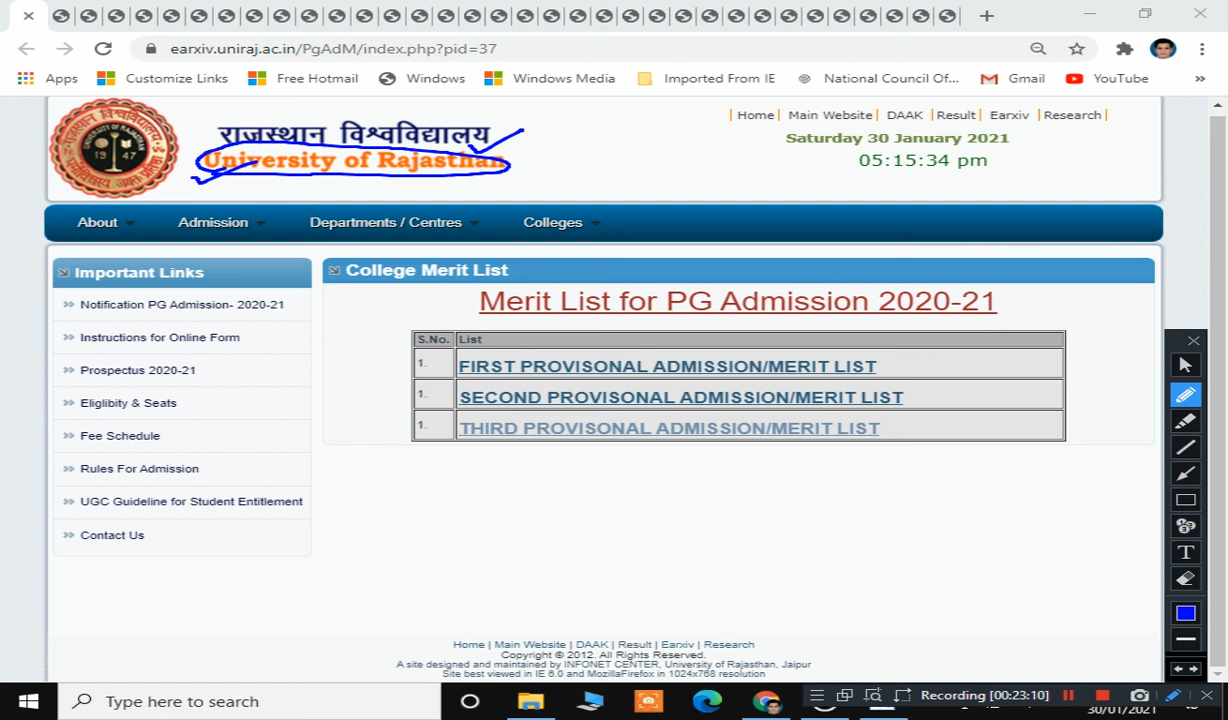 earxiv.uniraj.ac.in/PgAdM/index.php?pid=37
Apps Customize Links Free Hotmail Windows Windows Media Imported From IE National Council Of... Gmail YouTube »
राजस्थान विश्वविद्यालय
University of Rajasthan
| Home | Main Website | DAAK | Result | Earxiv | Research |
Saturday 30 January 2021
05:15:34 pm
About Admission Departments / Centres Colleges
Important Links
Notification PG Admission- 2020-21
Instructions for Online Form
Prospectus 2020-21
Eliglibity & Seats
Fee Schedule
Rules For Admission
UGC Guideline for Student Entitlement
Contact Us
College Merit List
Merit List for PG Admission 2020-21
S.No. List
1. FIRST PROVISONAL ADMISSION/MERIT LIST
1. SECOND PROVISONAL ADMISSION/MERIT LIST
1. THIRD PROVISONAL ADMISSION/MERIT LIST
Home | Main Website | DAAK | Result | Earxiv | Research
Copyright © 2012. All Rights Reserved.
A site designed and maintained by INFONET CENTER, University of Rajasthan, Jaipur
Site best viewed in IE 6.0 and MozillaFirefox in 1024x768 resolution
Type here to search
Recording [00:23:10]
30/01/2021